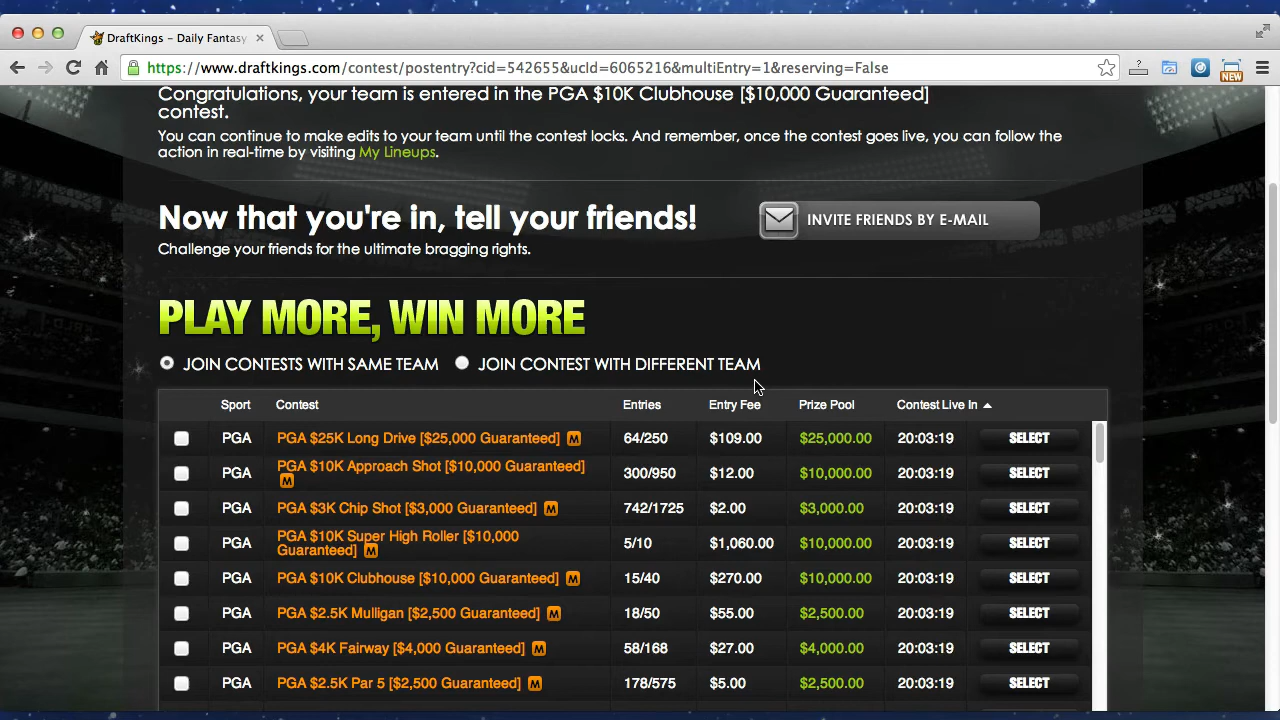 DraftKings – Daily Fantasy
https://www.draftkings.com/contest/postentry?cid=542655&ucId=6065216&multiEntry=1&reserving=False
NEW
Congratulations, your team is entered in the PGA $10K Clubhouse [$10,000 Guaranteed]
contest.
You can continue to make edits to your team until the contest locks. And remember, once the contest goes live, you can follow the
action in real-time by visiting My Lineups.
Now that you're in, tell your friends!
INVITE FRIENDS BY E-MAIL
Challenge your friends for the ultimate bragging rights.
PLAY MORE, WIN MORE
JOIN CONTESTS WITH SAME TEAM JOIN CONTEST WITH DIFFERENT TEAM
Sport Contest Entries Entry Fee Prize Pool Contest Live In
PGA PGA $25K Long Drive [$25,000 Guaranteed] M 64/250 $109.00 $25,000.00 20:03:19 SELECT
PGA PGA $10K Approach Shot [$10,000 Guaranteed] 300/950 $12.00 $10,000.00 20:03:19 SELECT
M
PGA PGA $3K Chip Shot [$3,000 Guaranteed] M 742/1725 $2.00 $3,000.00 20:03:19 SELECT
PGA PGA $10K Super High Roller [$10,000 5/10 $1,060.00 $10,000.00 20:03:19 SELECT
Guaranteed] M
PGA PGA $10K Clubhouse [$10,000 Guaranteed] M 15/40 $270.00 $10,000.00 20:03:19 SELECT
PGA PGA $2.5K Mulligan [$2,500 Guaranteed] M 18/50 $55.00 $2,500.00 20:03:19 SELECT
PGA PGA $4K Fairway [$4,000 Guaranteed] M 58/168 $27.00 $4,000.00 20:03:19 SELECT
PGA PGA $2.5K Par 5 [$2,500 Guaranteed] M 178/575 $5.00 $2,500.00 20:03:19 SELECT